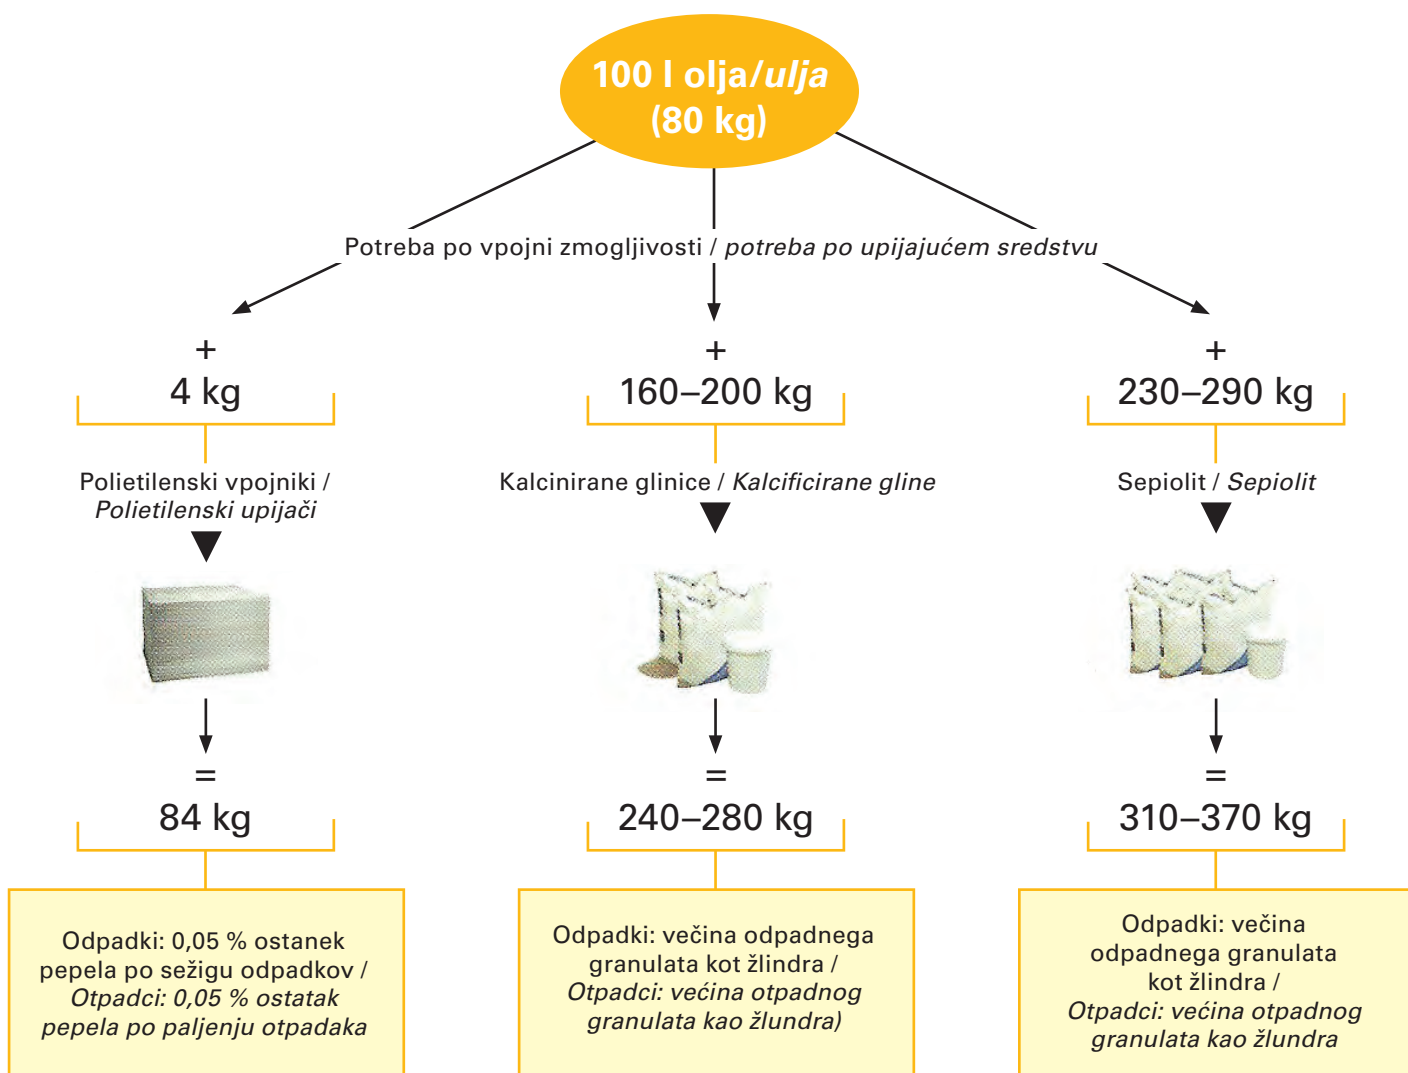 100 l olja/ulja
(80 kg)
Potreba po vpojni zmogljivosti / potreba po upijajućem sredstvu
+
4 kg
Polietilenski vpojniki /
Polietilenski upijači
=
84 kg
Odpadki: 0,05 % ostanek
pepela po sežigu odpadkov /
Otpadci: 0,05 % ostatak
pepela po paljenju otpadaka
+
160–200 kg
Kalcinirane glinice / Kalcificirane gline
=
240–280 kg
Odpadki: večina odpadnega
granulata kot žlindra /
Otpadci: većina otpadnog
granulata kao žlundra)
+
230–290 kg
Sepiolit / Sepiolit
=
310–370 kg
Odpadki: večina
odpadnega granulata
kot žlindra /
Otpadci: većina otpadnog
granulata kao žlundra